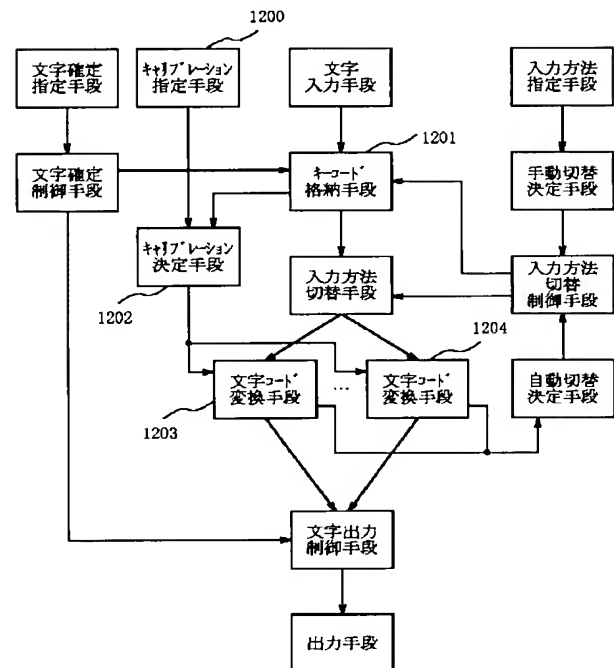 1200
文字確定
指定手段
キャリブレーション
指定手段
文字
入力手段
入力方法
指定手段
1201
文字確定
制御手段
キーコード
格納手段
手動切替
決定手段
キャリブレーション
決定手段
1202
入力方法
切替手段
入力方法
切替
制御手段
1204
文字コード
変換手段
…
文字コード
変換手段
自動切替
決定手段
1203
文字出力
制御手段
出力手段